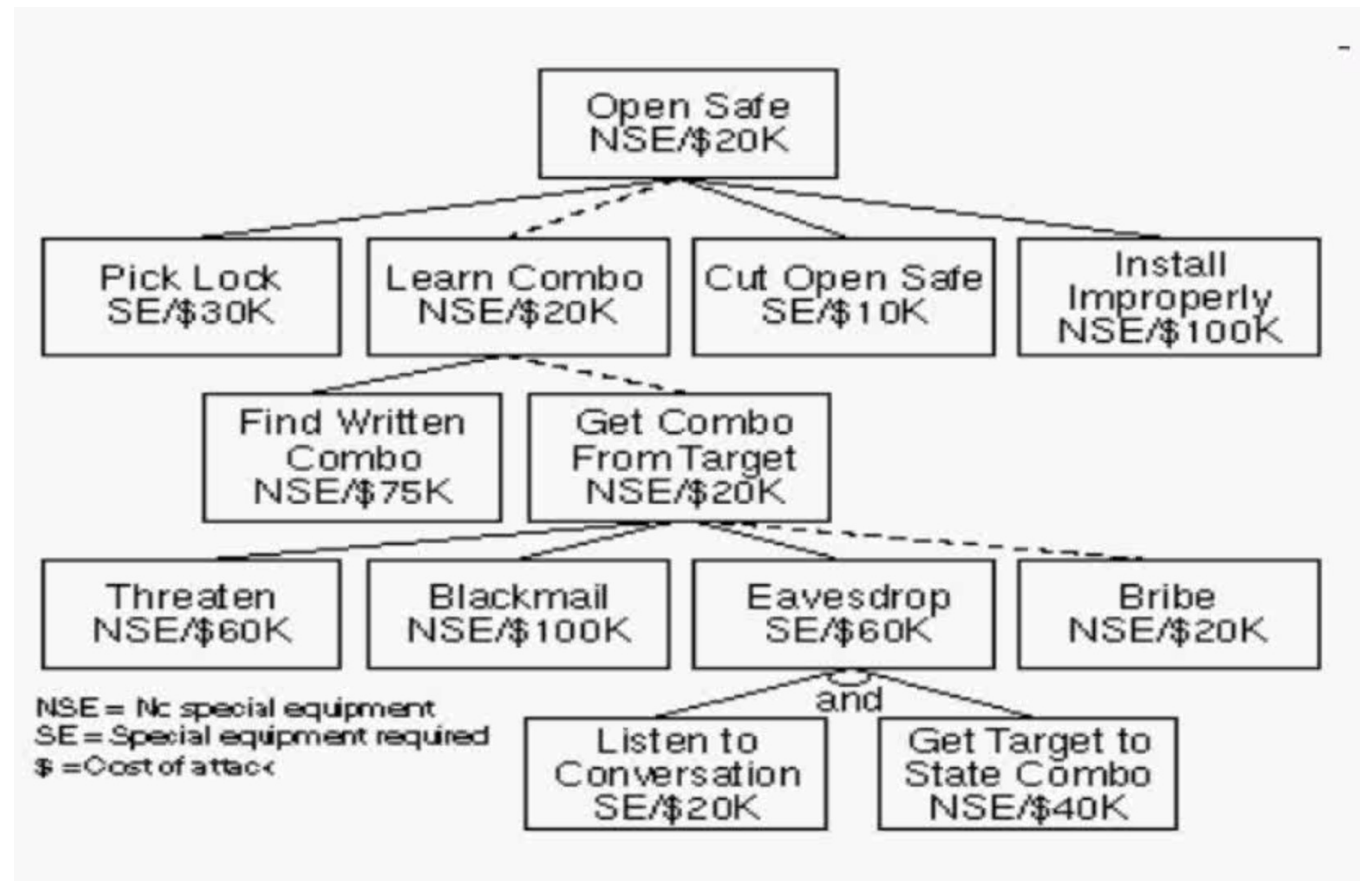 Open Safe
NSE/$20K
Pick Lock
SE/$30K
Learn Combo
NSE/$20K
Cut Open Safe
SE/$10K
Install
Improperly
NSE/$100K
Find Written
Combo
NSE/$75K
Get Combo
From Target
NSE/$20K
Threaten
NSE/$60K
Blackmail
NSE/$100K
Eavesdrop
SE/$60K
Bribe
NSE/$20K
and
NSE = No special equipment
SE = Special equipment required
$ = Cost of attack
Listen to
Conversation
SE/$20K
Get Target to
State Combo
NSE/$40K